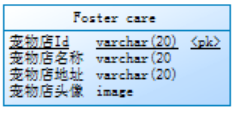 Foster care
宠物店Id varchar(20) <pk>
宠物店名称 varchar(20
宠物店地址 varchar(20)
宠物店头像 image